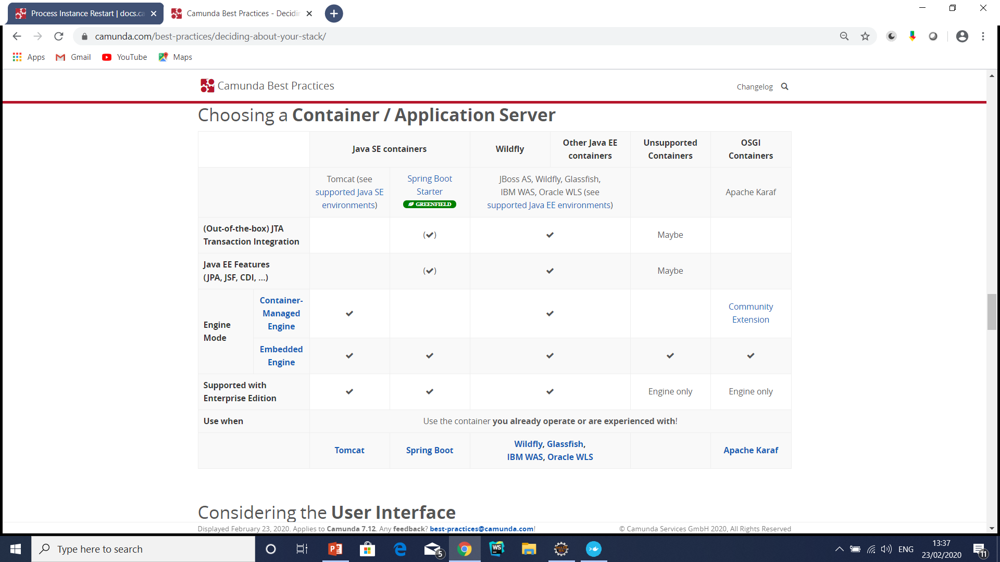 Process Instance Restart | docs.ca
Camunda Best Practices - Decidin
camunda.com/best-practices/deciding-about-your-stack/
Apps
Gmail
YouTube
Maps
Camunda Best Practices
Changelog
Choosing a Container / Application Server
Java SE containers
Wildfly
Other Java EE
containers
Unsupported
Containers
OSGI
Containers
Tomcat (see
supported Java SE
environments)
Spring Boot
Starter
GREENFIELD
JBoss AS, Wildfly, Glassfish,
IBM WAS, Oracle WLS (see
supported Java EE environments)
Apache Karaf
(Out-of-the-box) JTA
Transaction Integration
(✔)
✔
Maybe
Java EE Features
(JPA, JSF, CDI, ...)
(✔)
✔
Maybe
Engine
Mode
Container-
Managed
Engine
✔
✔
Community
Extension
Embedded
Engine
✔
✔
✔
✔
✔
Supported with
Enterprise Edition
✔
✔
✔
Engine only
Engine only
Use when
Use the container you already operate or are experienced with!
Tomcat
Spring Boot
Wildfly, Glassfish,
IBM WAS, Oracle WLS
Apache Karaf
Considering the User Interface
Displayed February 23, 2020. Applies to Camunda 7.12. Any feedback? best-practices@camunda.com!
© Camunda Services GmbH 2020, All Rights Reserved
Type here to search
5
WS
ENG
13:37
23/02/2020
11